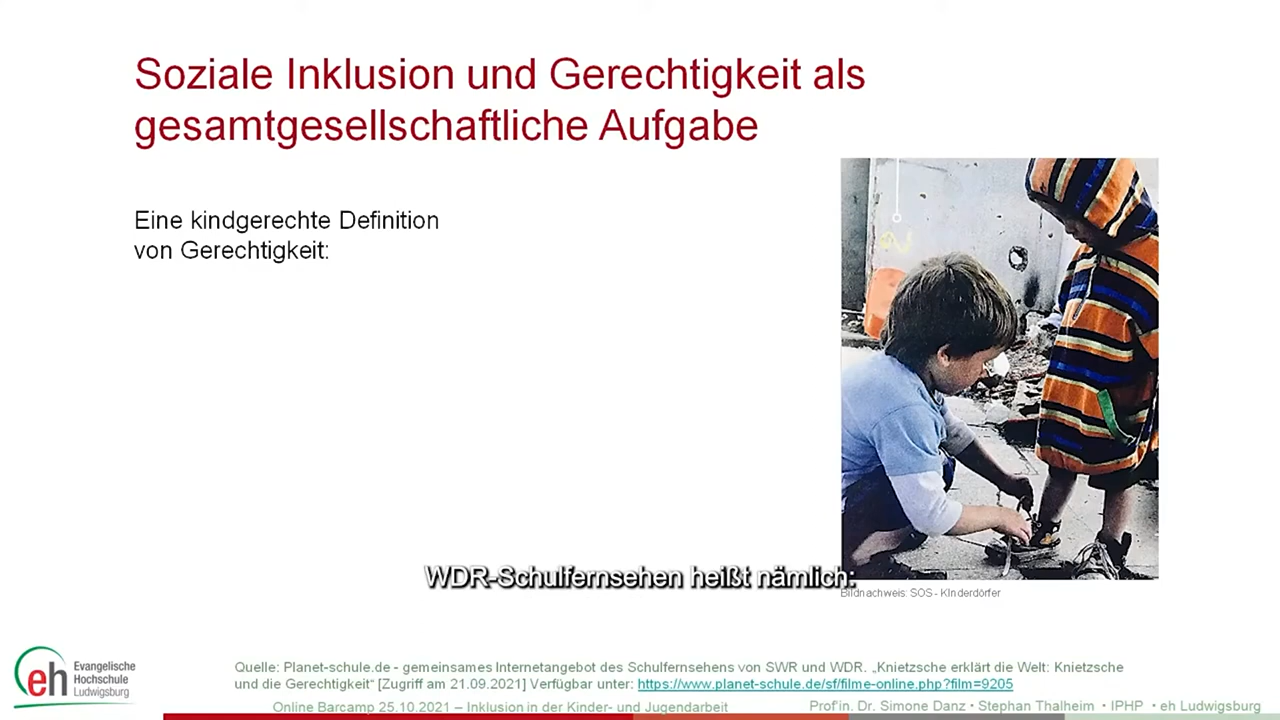 Soziale Inklusion und Gerechtigkeit als
gesamtgesellschaftliche Aufgabe
Eine kindgerechte Definition
von Gerechtigkeit:
WDR-Schulfernsehen heißt nämlich:
Bildnachweis: SOS - KInderdörfer
eh Evangelische
Hochschule
Ludwigsburg
Quelle: Planet-schule.de - gemeinsames Internetangebot des Schulfernsehens von SWR und WDR. „Knietzsche erklärt die Welt: Knietzsche
und die Gerechtigkeit“ [Zugriff am 21.09.2021] Verfügbar unter: https://www.planet-schule.de/sf/filme-online.php?film=9205
Online Barcamp 25.10.2021 – Inklusion in der Kinder- und Jugendarbeit
Prof'in. Dr. Simone Danz • Stephan Thalheim • IPHP • eh Ludwigsburg